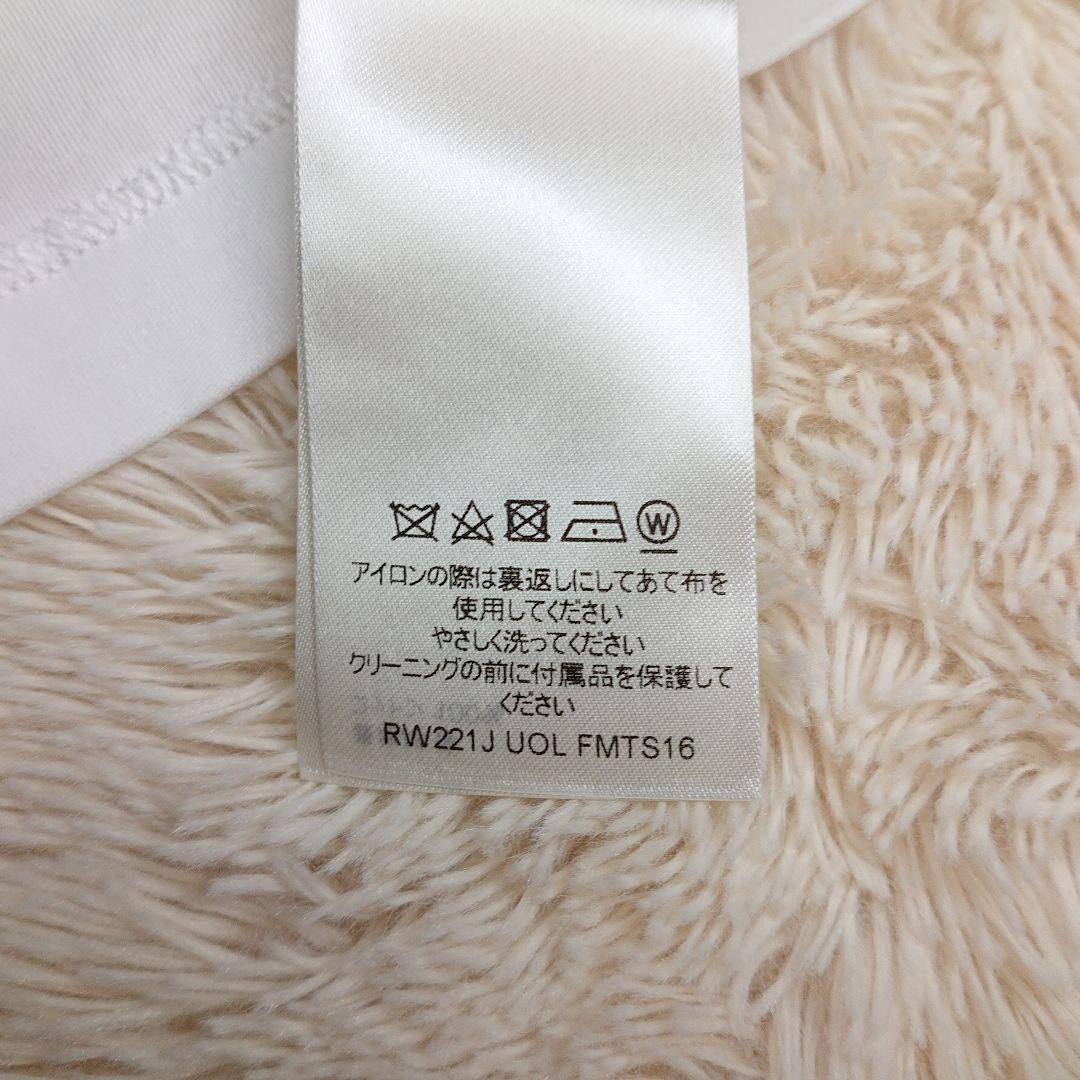 W
アイロンの際は裏返しにしてあて布を
使用してください
やさしく洗ってください
クリーニングの前に付属品を保護して
ください
RW221J UOL FMTS16